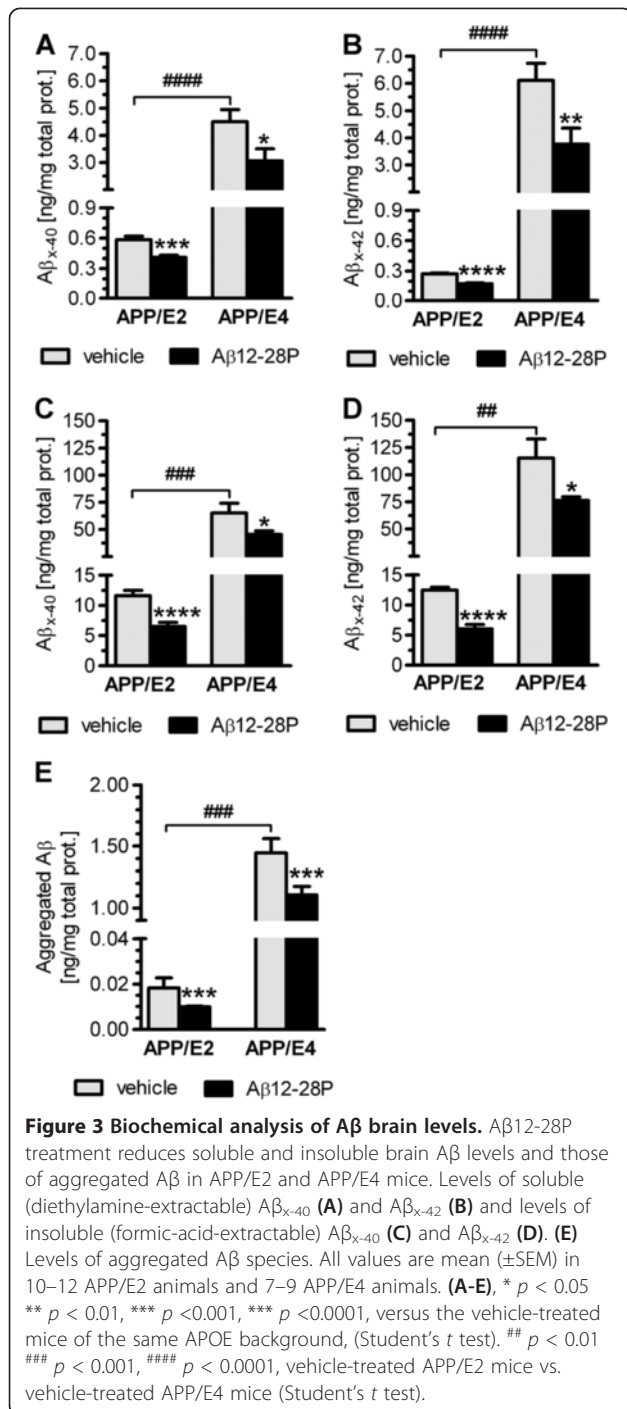 A
####
Aβx-40 [ng/mg total prot.]
5.0
4.0
3.0
0.9
0.6
0.3
0.0
***
*
APP/E2 APP/E4
vehicle Aβ12-28P
B
####
Aβx-42 [ng/mg total prot.]
7.0
6.0
5.0
4.0
3.0
0.9
0.6
0.3
0.0
****
**
APP/E2 APP/E4
vehicle Aβ12-28P
C
###
Aβx-40 [ng/mg total prot.]
150
125
100
75
50
15
10
5
0
****
*
APP/E2 APP/E4
vehicle Aβ12-28P
D
##
Aβx-42 [ng/mg total prot.]
150
125
100
75
50
15
10
5
0
****
*
APP/E2 APP/E4
vehicle Aβ12-28P
E
###
Aggregated Aβ
[ng/mg total prot.]
2.00
1.50
1.00
0.04
0.02
0.00
***
***
APP/E2 APP/E4
vehicle Aβ12-28P
Figure 3 Biochemical analysis of Aβ brain levels. Aβ12-28P
treatment reduces soluble and insoluble brain Aβ levels and those
of aggregated Aβ in APP/E2 and APP/E4 mice. Levels of soluble
(diethylamine-extractable) Aβx-40 (A) and Aβx-42 (B) and levels of
insoluble (formic-acid-extractable) Aβx-40 (C) and Aβx-42 (D). (E)
Levels of aggregated Aβ species. All values are mean (±SEM) in
10–12 APP/E2 animals and 7–9 APP/E4 animals. (A-E), * p < 0.05
** p < 0.01, *** p <0.001, *** p <0.0001, versus the vehicle-treated
mice of the same APOE background, (Student's t test). ## p < 0.01
### p < 0.001, #### p < 0.0001, vehicle-treated APP/E2 mice vs.
vehicle-treated APP/E4 mice (Student's t test).